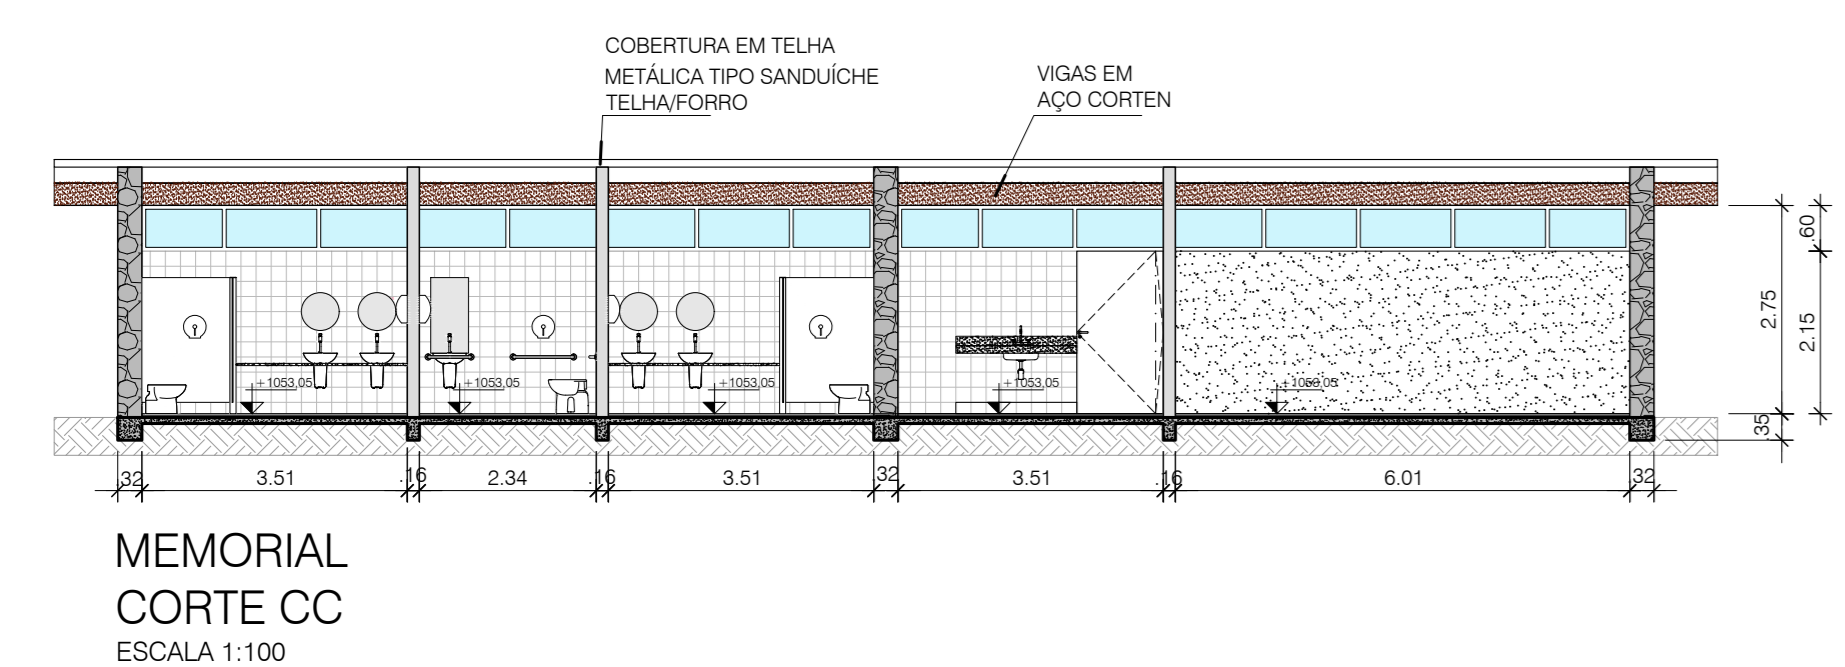 COBERTURA EM TELHA
METÁLICA TIPO SANDUÍCHE
TELHA/FORRO
VIGAS EM
AÇO CORTEN
.60
2.75
2.15
.35
+1053,05
+1053,05
+1053,05
+1053,05
+1053,05
.32
3.51
.16
2.34
.16
3.51
.32
3.51
.16
6.01
.32
MEMORIAL
CORTE CC
ESCALA 1:100